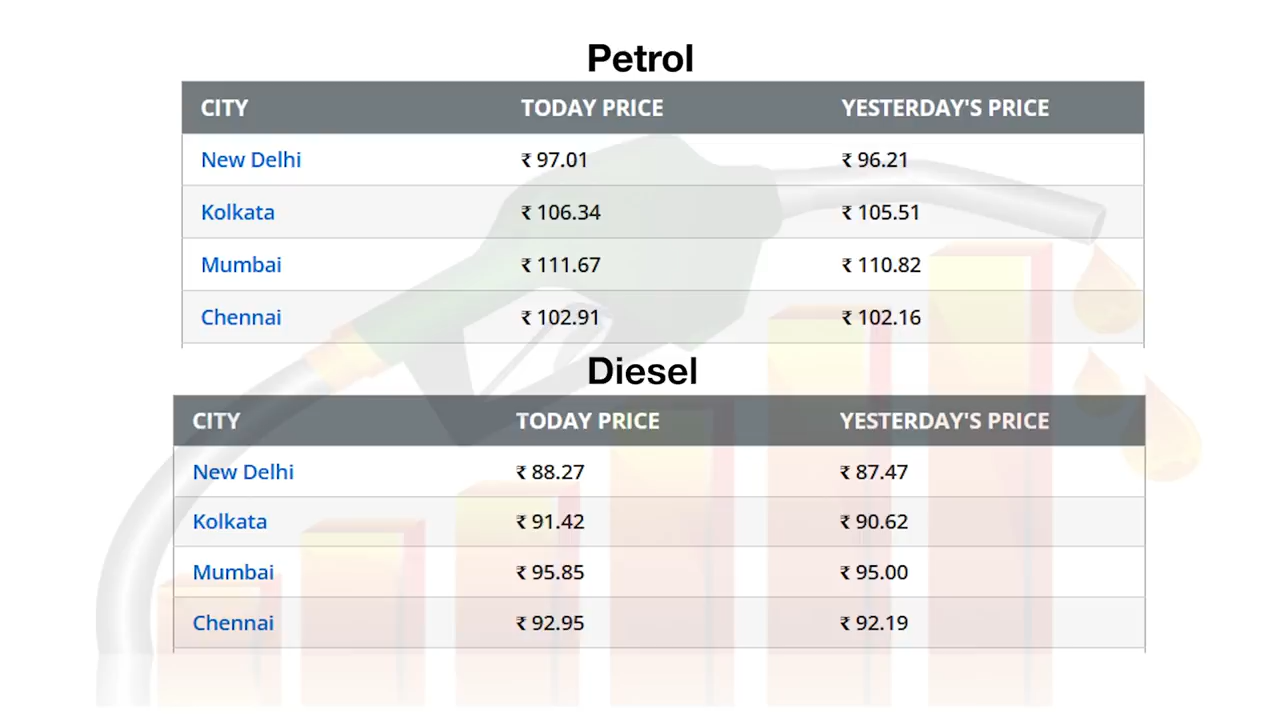 Petrol
CITY TODAY PRICE YESTERDAY'S PRICE
New Delhi ₹ 97.01 ₹ 96.21
Kolkata ₹ 106.34 ₹ 105.51
Mumbai ₹ 111.67 ₹ 110.82
Chennai ₹ 102.91 ₹ 102.16
Diesel
CITY TODAY PRICE YESTERDAY'S PRICE
New Delhi ₹ 88.27 ₹ 87.47
Kolkata ₹ 91.42 ₹ 90.62
Mumbai ₹ 95.85 ₹ 95.00
Chennai ₹ 92.95 ₹ 92.19